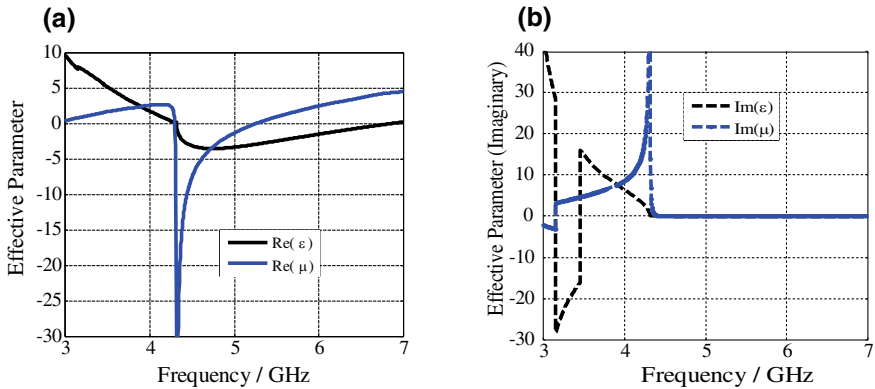 (a)
Effective Parameter
10
5
0
-5
-10
-15
-20
-25
-30
Re( ε )
Re( μ )
3 4 5 6 7
Frequency / GHz
(b)
Effective Parameter (Imaginary)
40
30
20
10
0
-10
-20
-30
Im(ε)
Im(μ)
3 4 5 6 7
Frequency / GHz